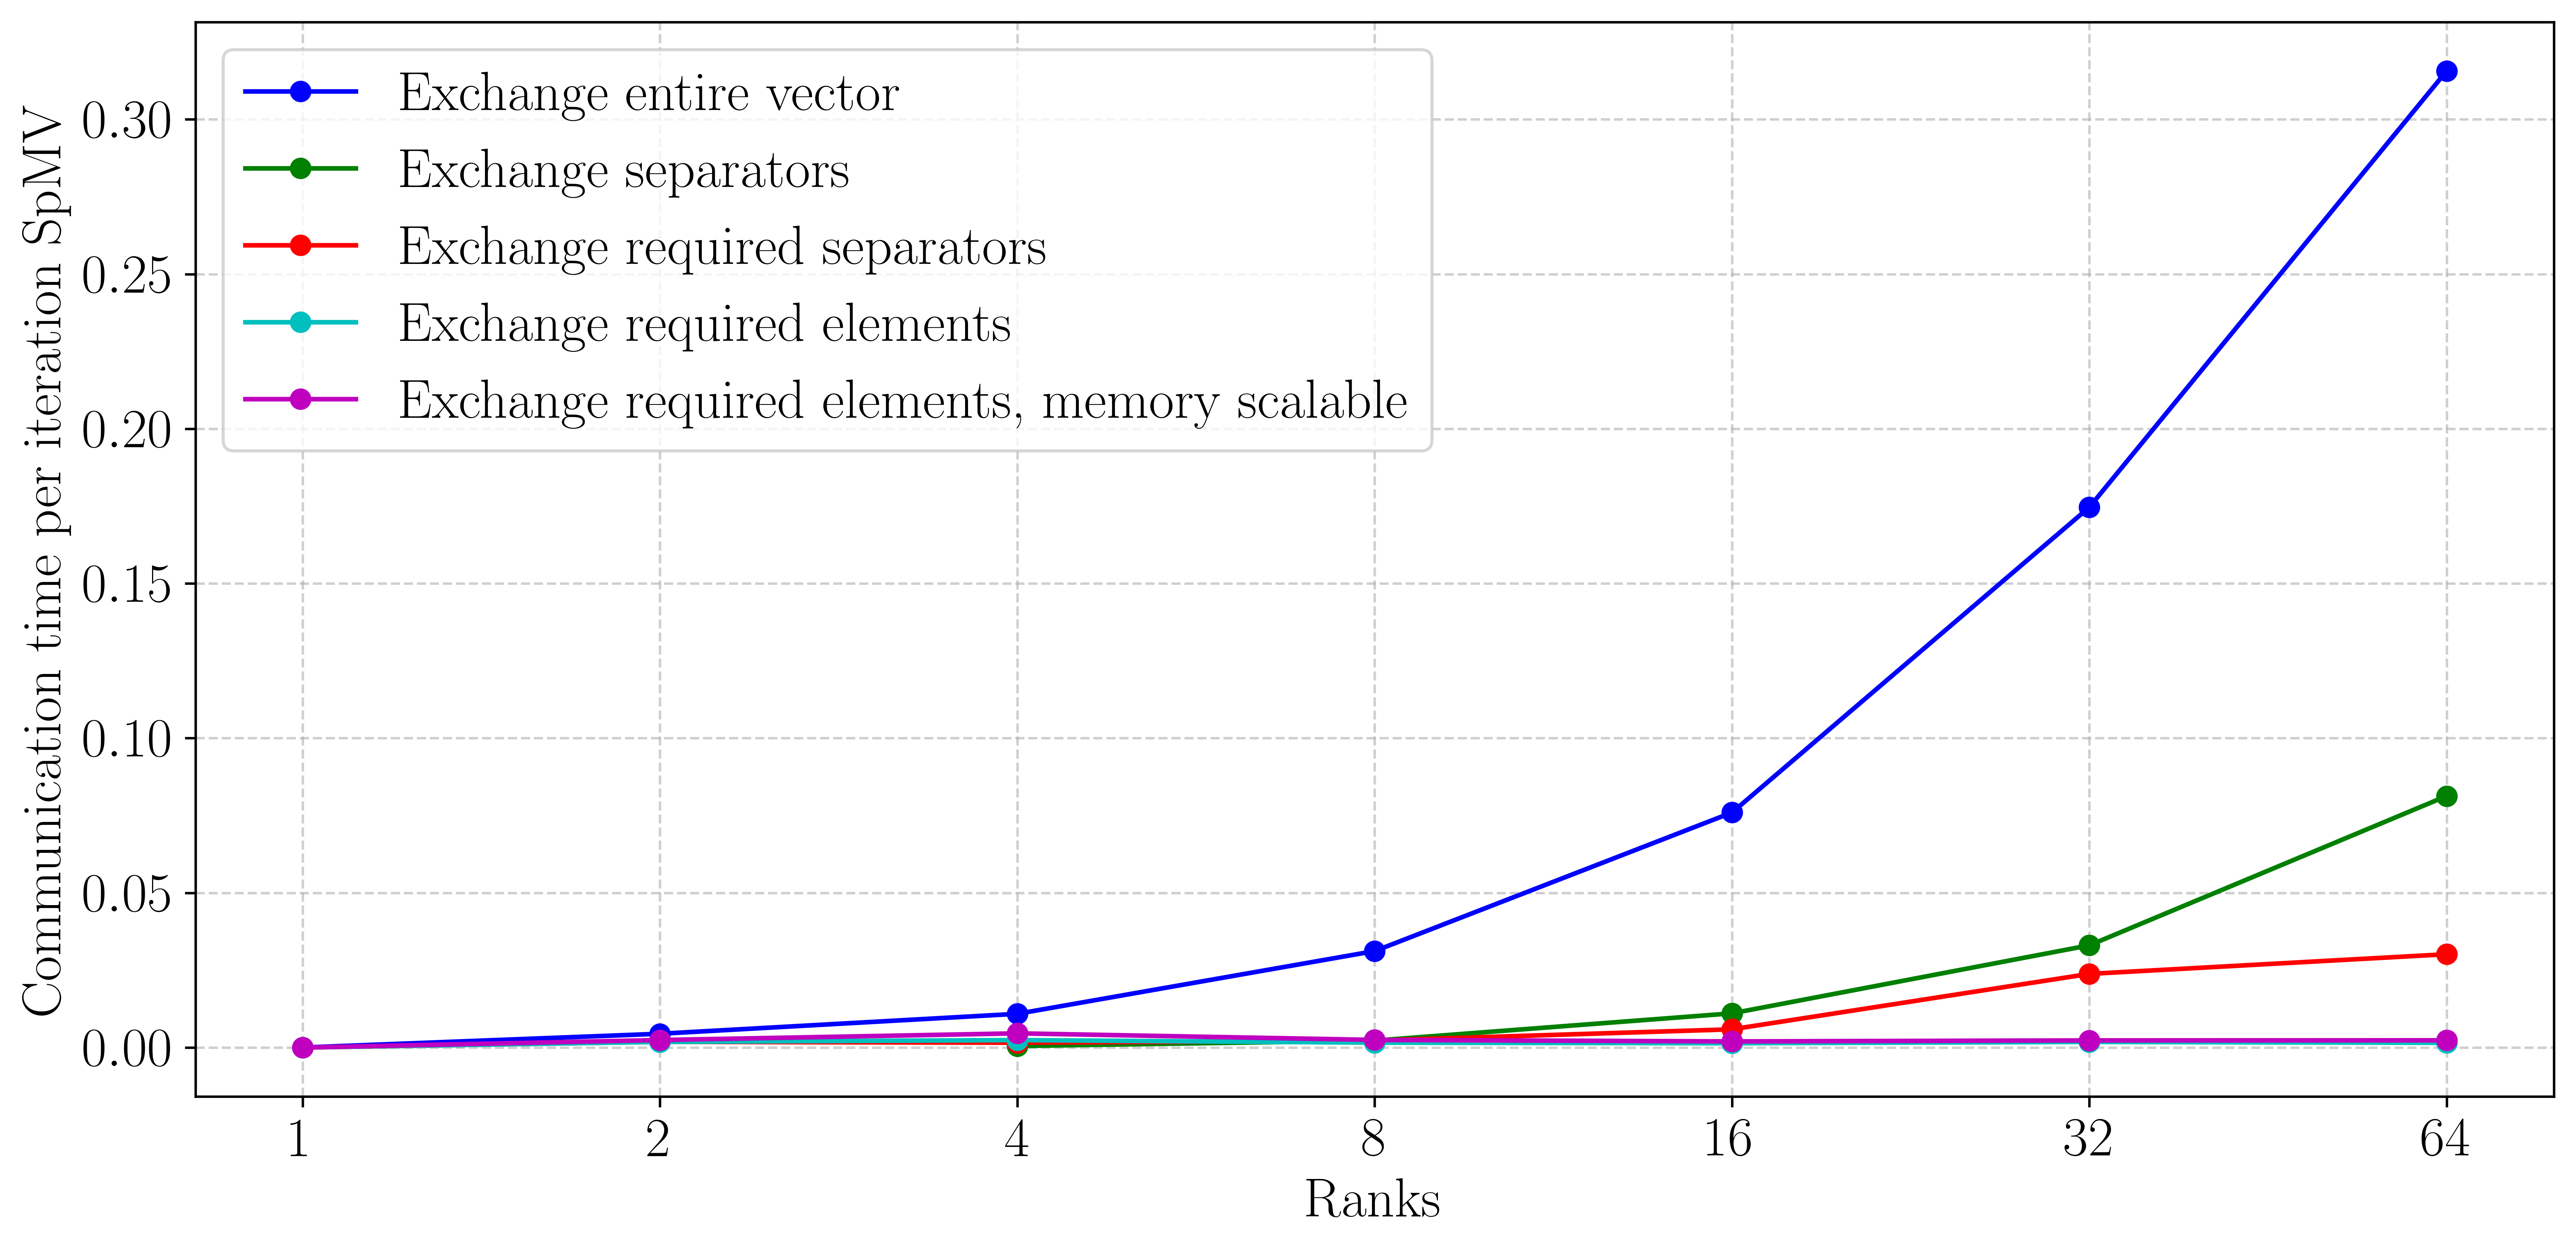 Exchange entire vector
Exchange separators
Exchange required separators
Exchange required elements
Exchange required elements, memory scalable
Communication time per iteration SpMV
0.30
0.25
0.20
0.15
0.10
0.05
0.00
1 2 4 8 16 32 64
Ranks